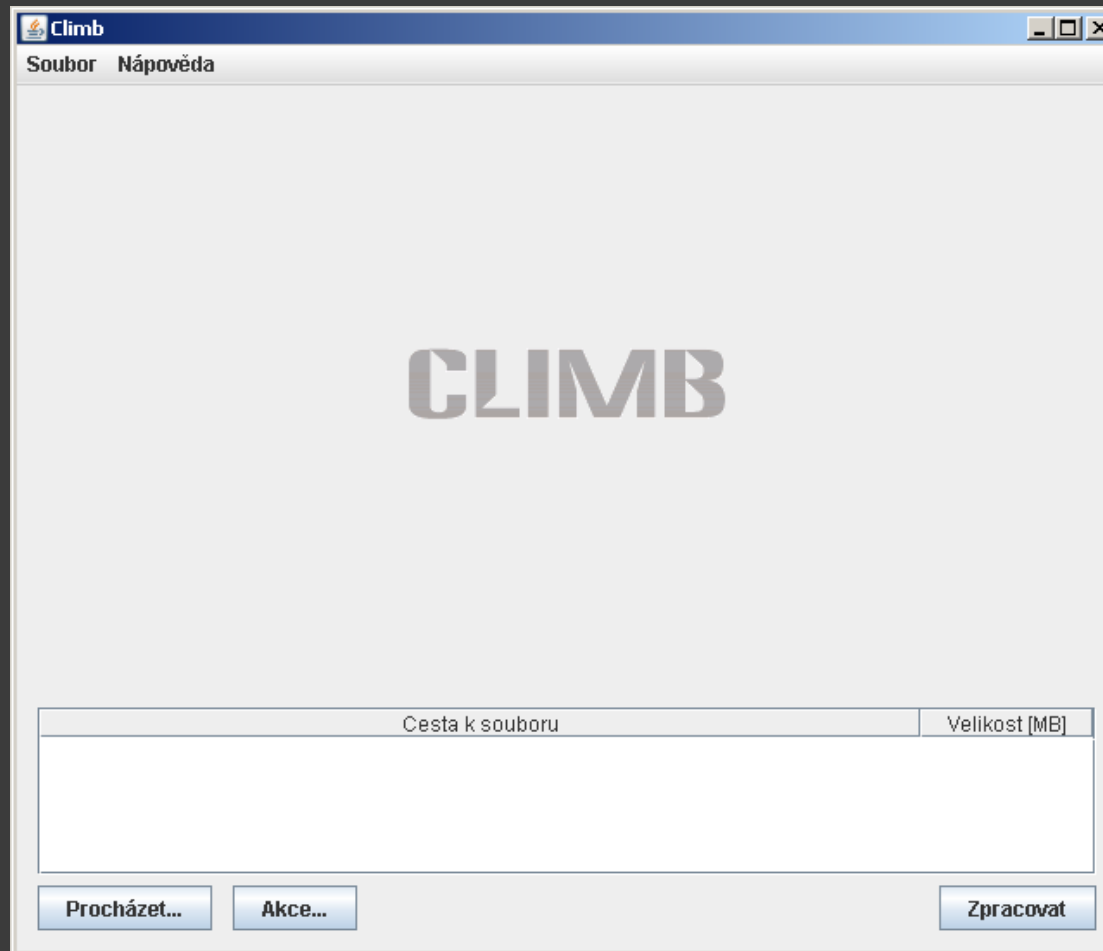 Climb
Soubor Nápověda
CLIMB
Cesta k souboru Velikost [MB]
Procházet... Akce... Zpracovat